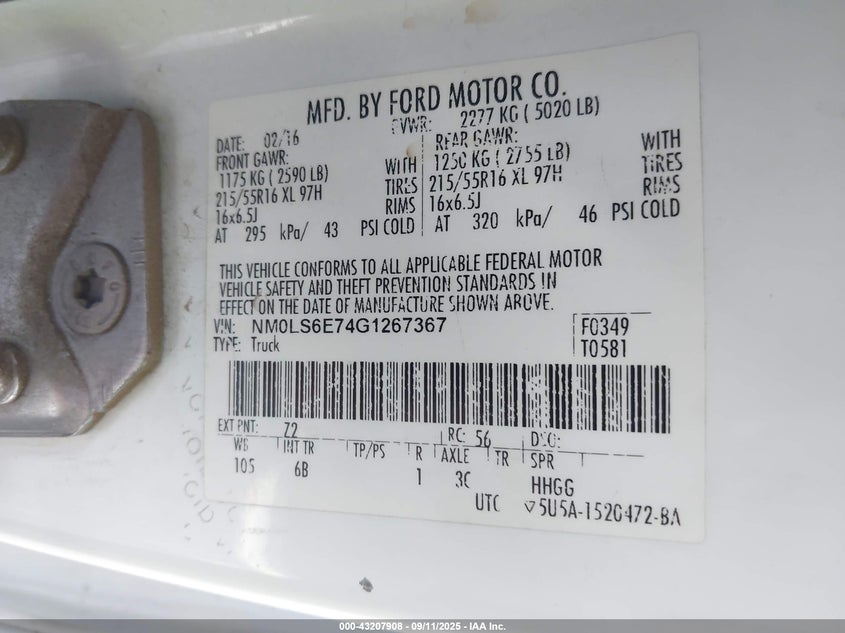 MFD. BY FORD MOTOR CO.
DATE: 02/16 GVWR: 2277 KG ( 5020 LB)
FRONT GAWR: WITH REAR GAWR: WITH
1175 KG ( 2590 LB) TIRES 1250 KG ( 2755 LB) TIRES
215/55R16 XL 97H RIMS 215/55R16 XL 97H RIMS
16x6.5J 16x6.5J
AT 295 kPa/ 43 PSI COLD AT 320 kPa/ 46 PSI COLD
THIS VEHICLE CONFORMS TO ALL APPLICABLE FEDERAL MOTOR
VEHICLE SAFETY AND THEFT PREVENTION STANDARDS IN
EFFECT ON THE DATE OF MANUFACTURE SHOWN ABOVE.
VIN: NM0LS6E74G1267367 F0349
TYPE: Truck T0581
EXT PNT: Z2 RC: 56 DSO:
WB INT TR TP/PS R AXLE TR SPR
105 6B 1 3C HHGG
UTC ▽5U5A-1520472-BA
000-43207908 - 09/11/2025 - IAA Inc.